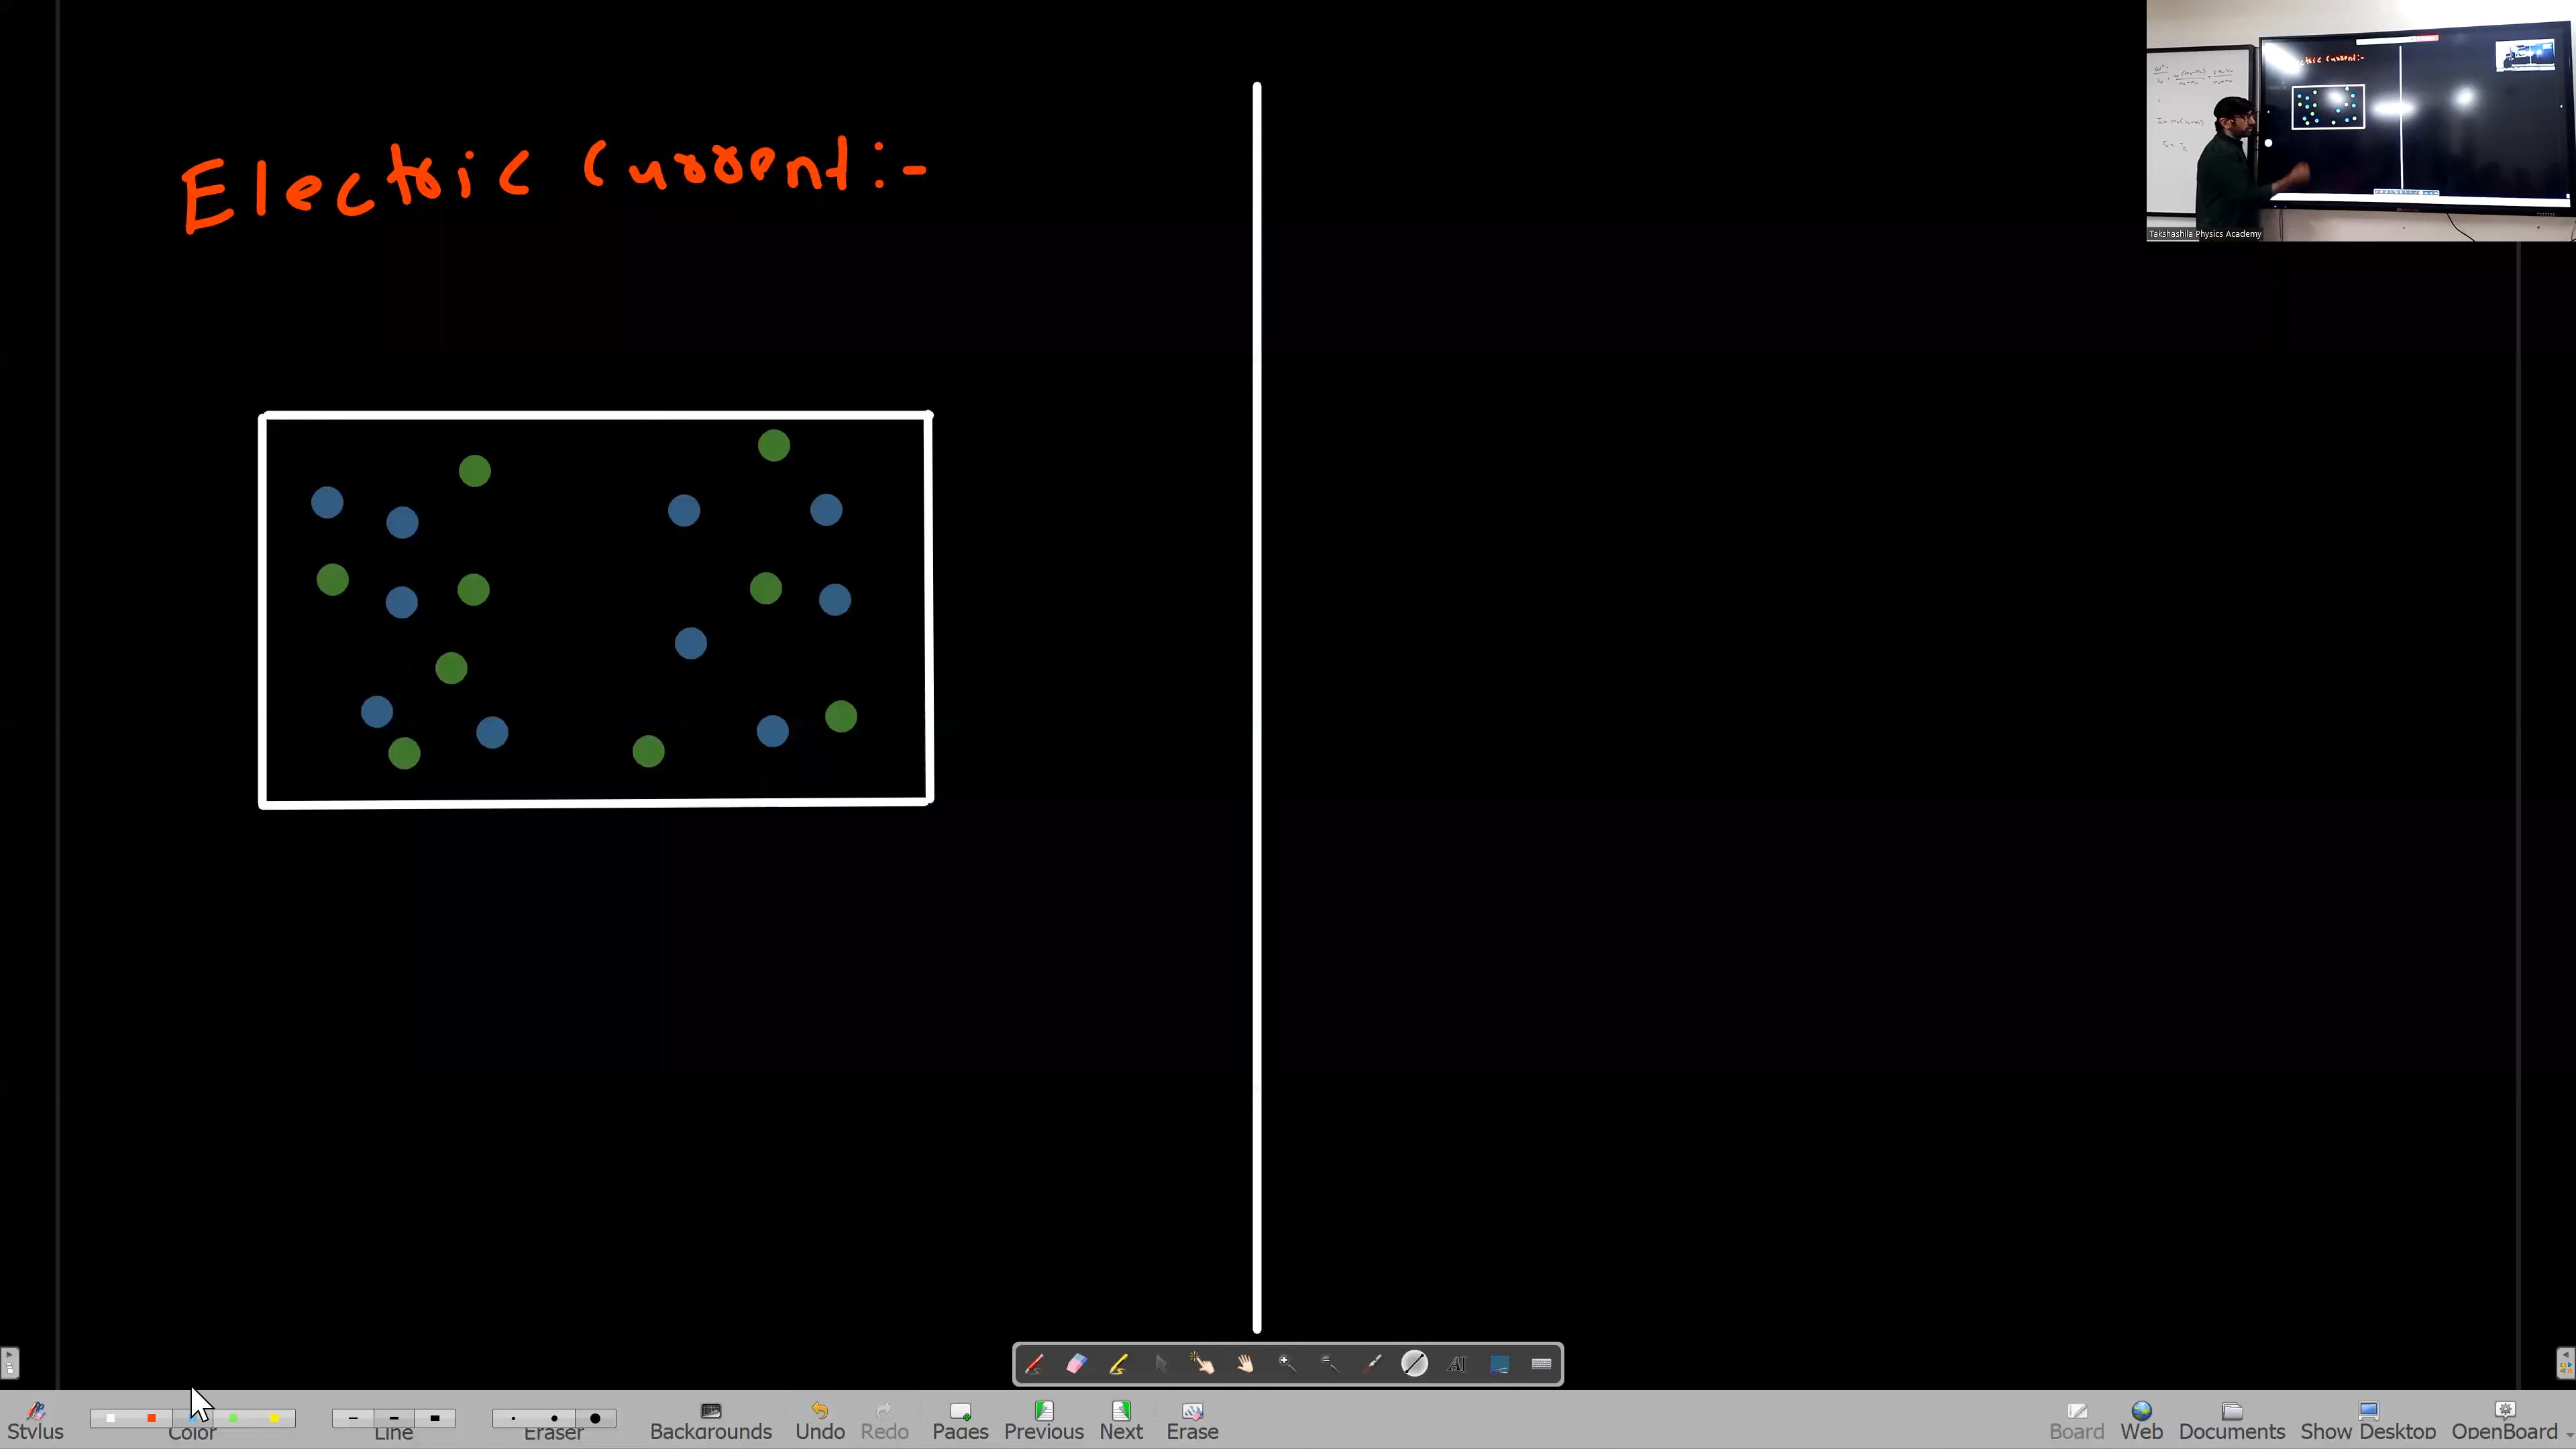 Electric Current:-
Takshashila Physics Academy
Stylus
Color
Line
Eraser
Backgrounds
Undo
Redo
Pages
Previous
Next
Erase
Board
Web
Documents
Show Desktop
OpenBoard